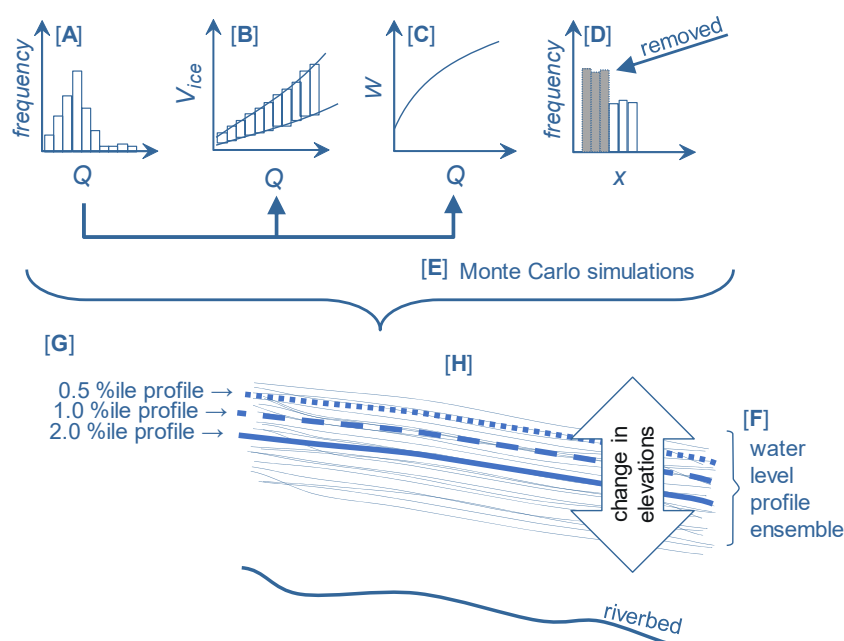 [A]
[B]
[C]
[D]
removed
frequency
V_ice
W
frequency
Q
Q
Q
x
[E] Monte Carlo simulations
[G]
[H]
0.5 %ile profile →
1.0 %ile profile →
2.0 %ile profile →
change in
elevations
[F]
water
level
profile
ensemble
riverbed